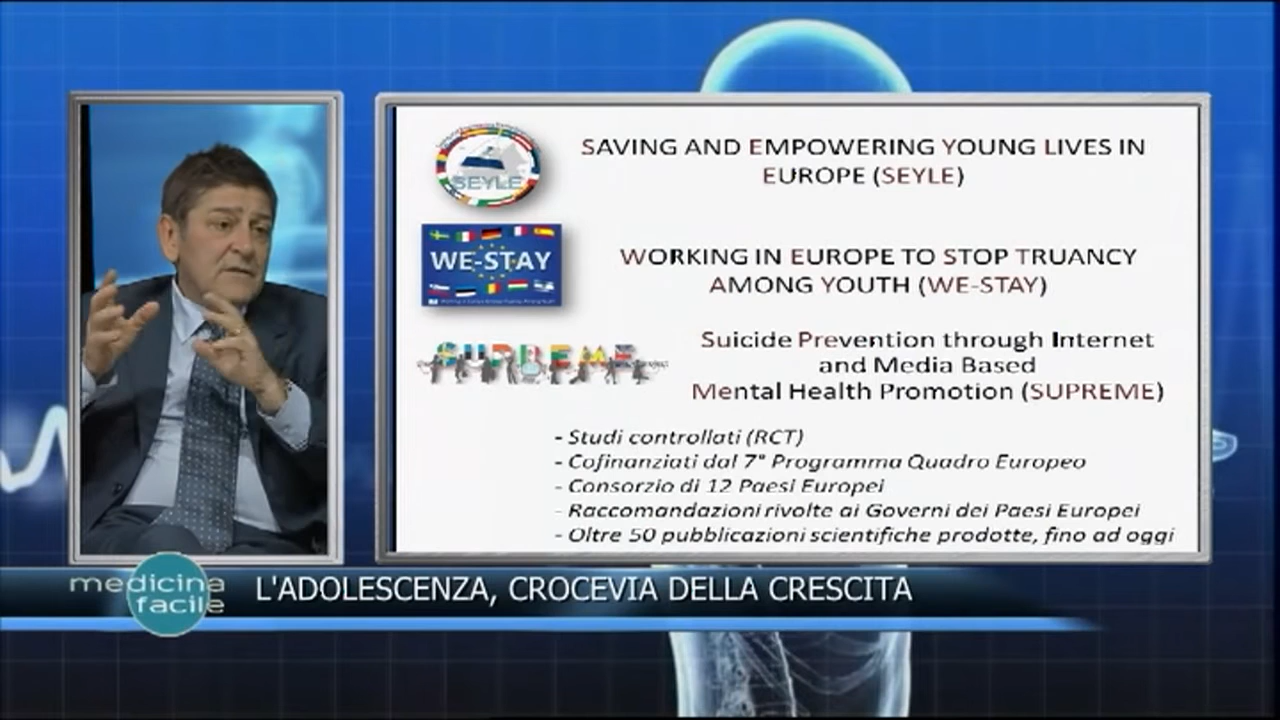 SEYLE
SAVING AND EMPOWERING YOUNG LIVES IN
EUROPE (SEYLE)
WE-STAY
WORKING IN EUROPE TO STOP TRUANCY
AMONG YOUTH (WE-STAY)
SUPREME
Suicide Prevention through Internet
and Media Based
Mental Health Promotion (SUPREME)
- Studi controllati (RCT)
- Cofinanziati dal 7° Programma Quadro Europeo
- Consorzio di 12 Paesi Europei
- Raccomandazioni rivolte ai Governi dei Paesi Europei
- Oltre 50 pubblicazioni scientifiche prodotte, fino ad oggi
medicina
facile
L'ADOLESCENZA, CROCEVIA DELLA CRESCITA